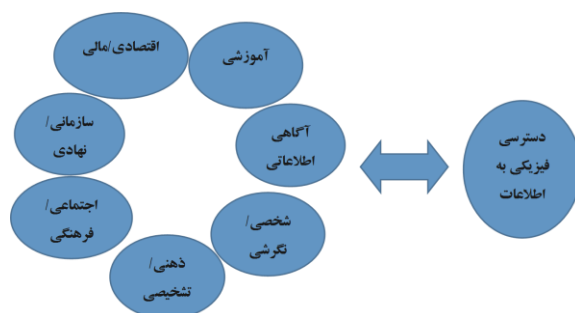 اقتصادی/مالی
آموزشی
آگاهی
اطلاعاتی
شخصی/
نگرشی
ذهنی/
تشخیصی
اجتماعی/
فرهنگی
سازمانی/
نهادی
دسترسی
فیزیکی به
اطلاعات